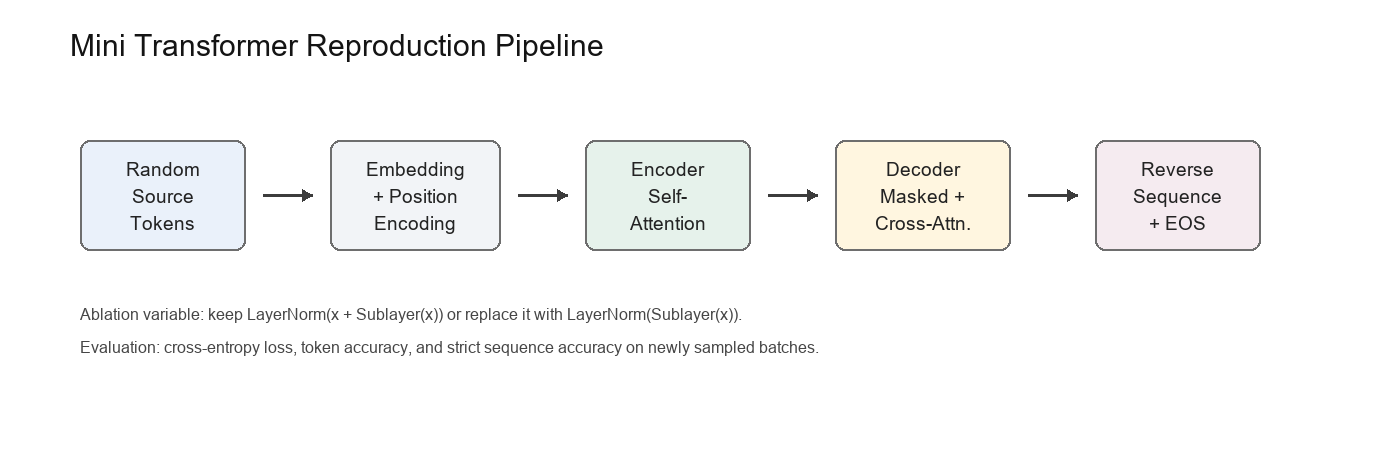 Mini Transformer Reproduction Pipeline
Random
Source
Tokens
Embedding
+ Position
Encoding
Encoder
Self-
Attention
Decoder
Masked +
Cross-Attn.
Reverse
Sequence
+ EOS
Ablation variable: keep LayerNorm(x + Sublayer(x)) or replace it with LayerNorm(Sublayer(x)).
Evaluation: cross-entropy loss, token accuracy, and strict sequence accuracy on newly sampled batches.